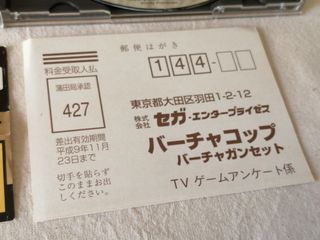 郵便はがき
料金受取人払
蒲田局承認
427
差出有効期間
平成9年11月
23日まで
切手を貼らず
このままお出
しください。
144-
東京都大田区羽田1-2-12
株式会社 セガ・エンタープライゼス
バーチャコップ
バーチャガンセット
TVゲームアンケート係